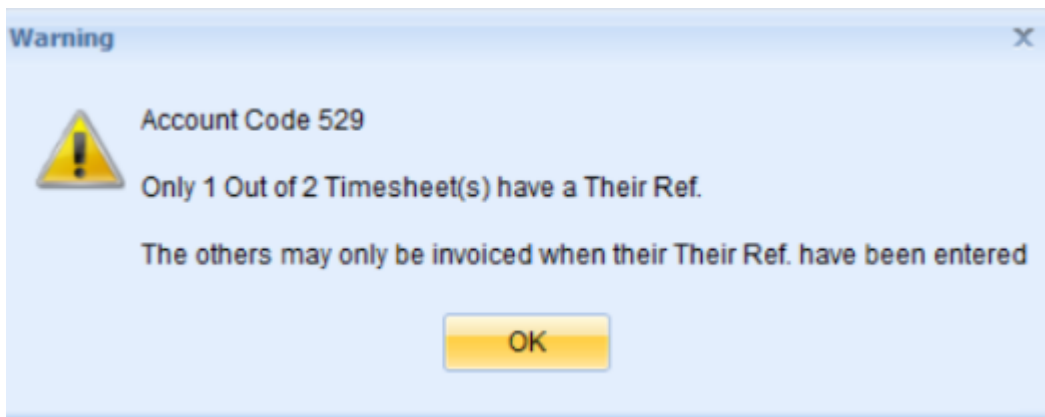 Warning
Account Code 529
Only 1 Out of 2 Timesheet(s) have a Their Ref.
The others may only be invoiced when their Their Ref. have been entered
OK